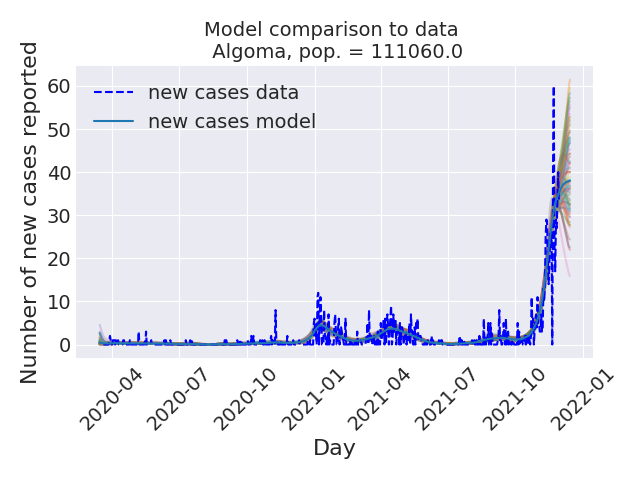 Model comparison to data
Algoma, pop. = 111060.0
Number of new cases reported
60
50
40
30
20
10
0
new cases data
new cases model
2020-04
2020-07
2020-10
2021-01
2021-04
2021-07
2021-10
2022-01
Day